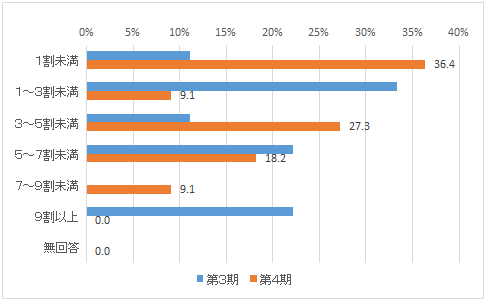 0% 5% 10% 15% 20% 25% 30% 35% 40%
1割未満
36.4
1～3割未満
9.1
3～5割未満
27.3
5～7割未満
18.2
7～9割未満
9.1
9割以上
0.0
無回答
0.0
第3期 第4期